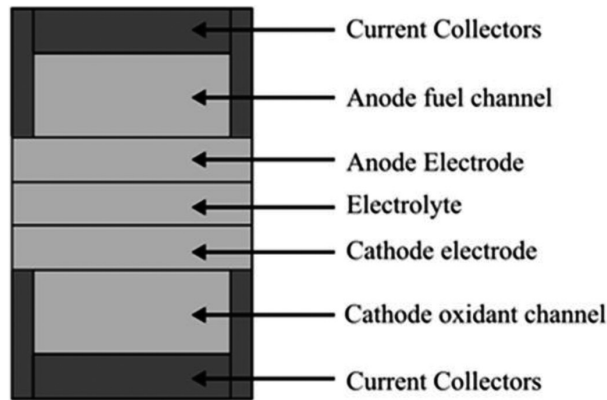 Current Collectors
Anode fuel channel
Anode Electrode
Electrolyte
Cathode electrode
Cathode oxidant channel
Current Collectors